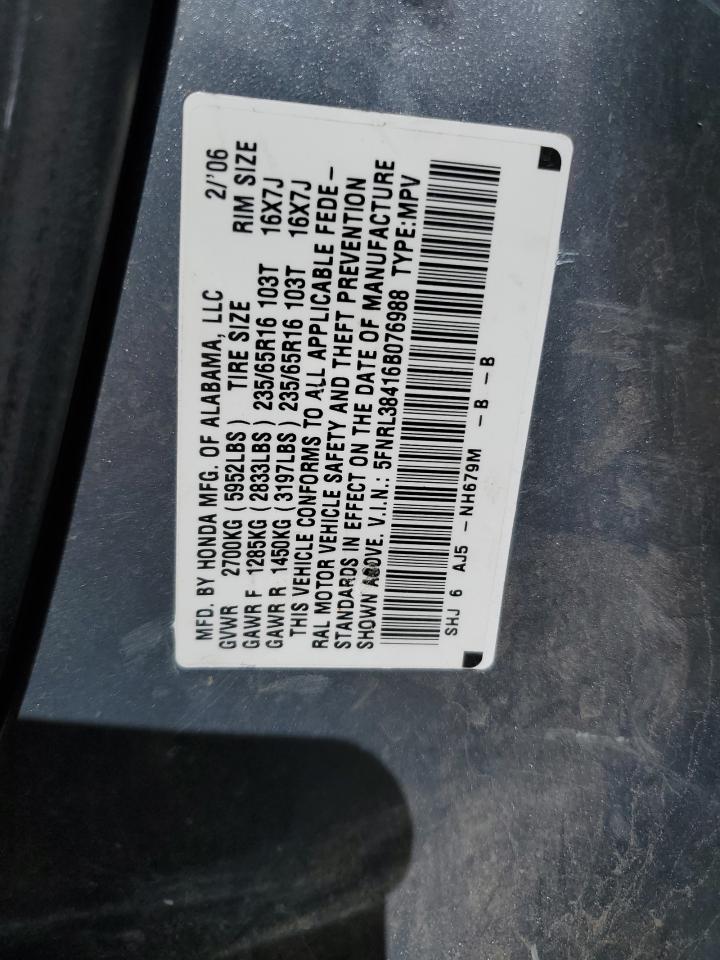 MFD. BY HONDA MFG. OF ALABAMA, LLC 2/'06
GVWR 2700KG (5952LBS) TIRE SIZE RIM SIZE
GAWR F 1285KG (2833LBS) 235/65R16 103T 16X7J
GAWR R 1450KG (3197LBS) 235/65R16 103T 16X7J
THIS VEHICLE CONFORMS TO ALL APPLICABLE FEDE-
RAL MOTOR VEHICLE SAFETY AND THEFT PREVENTION
STANDARDS IN EFFECT ON THE DATE OF MANUFACTURE
SHOWN ABOVE. V.I.N.: 5FNRL38416B076988 TYPE:MPV
SHJ 6 AJ5 -NH679M -B -B